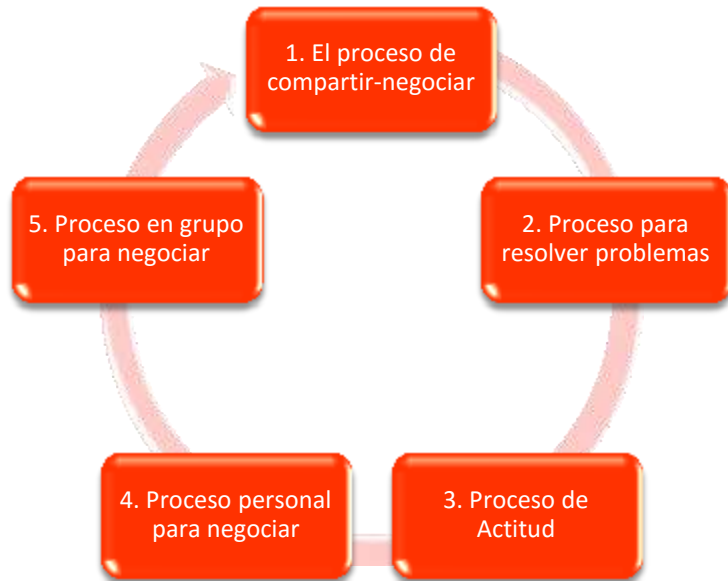 1. El proceso de
compartir-negociar
2. Proceso para
resolver problemas
3. Proceso de
Actitud
4. Proceso personal
para negociar
5. Proceso en grupo
para negociar